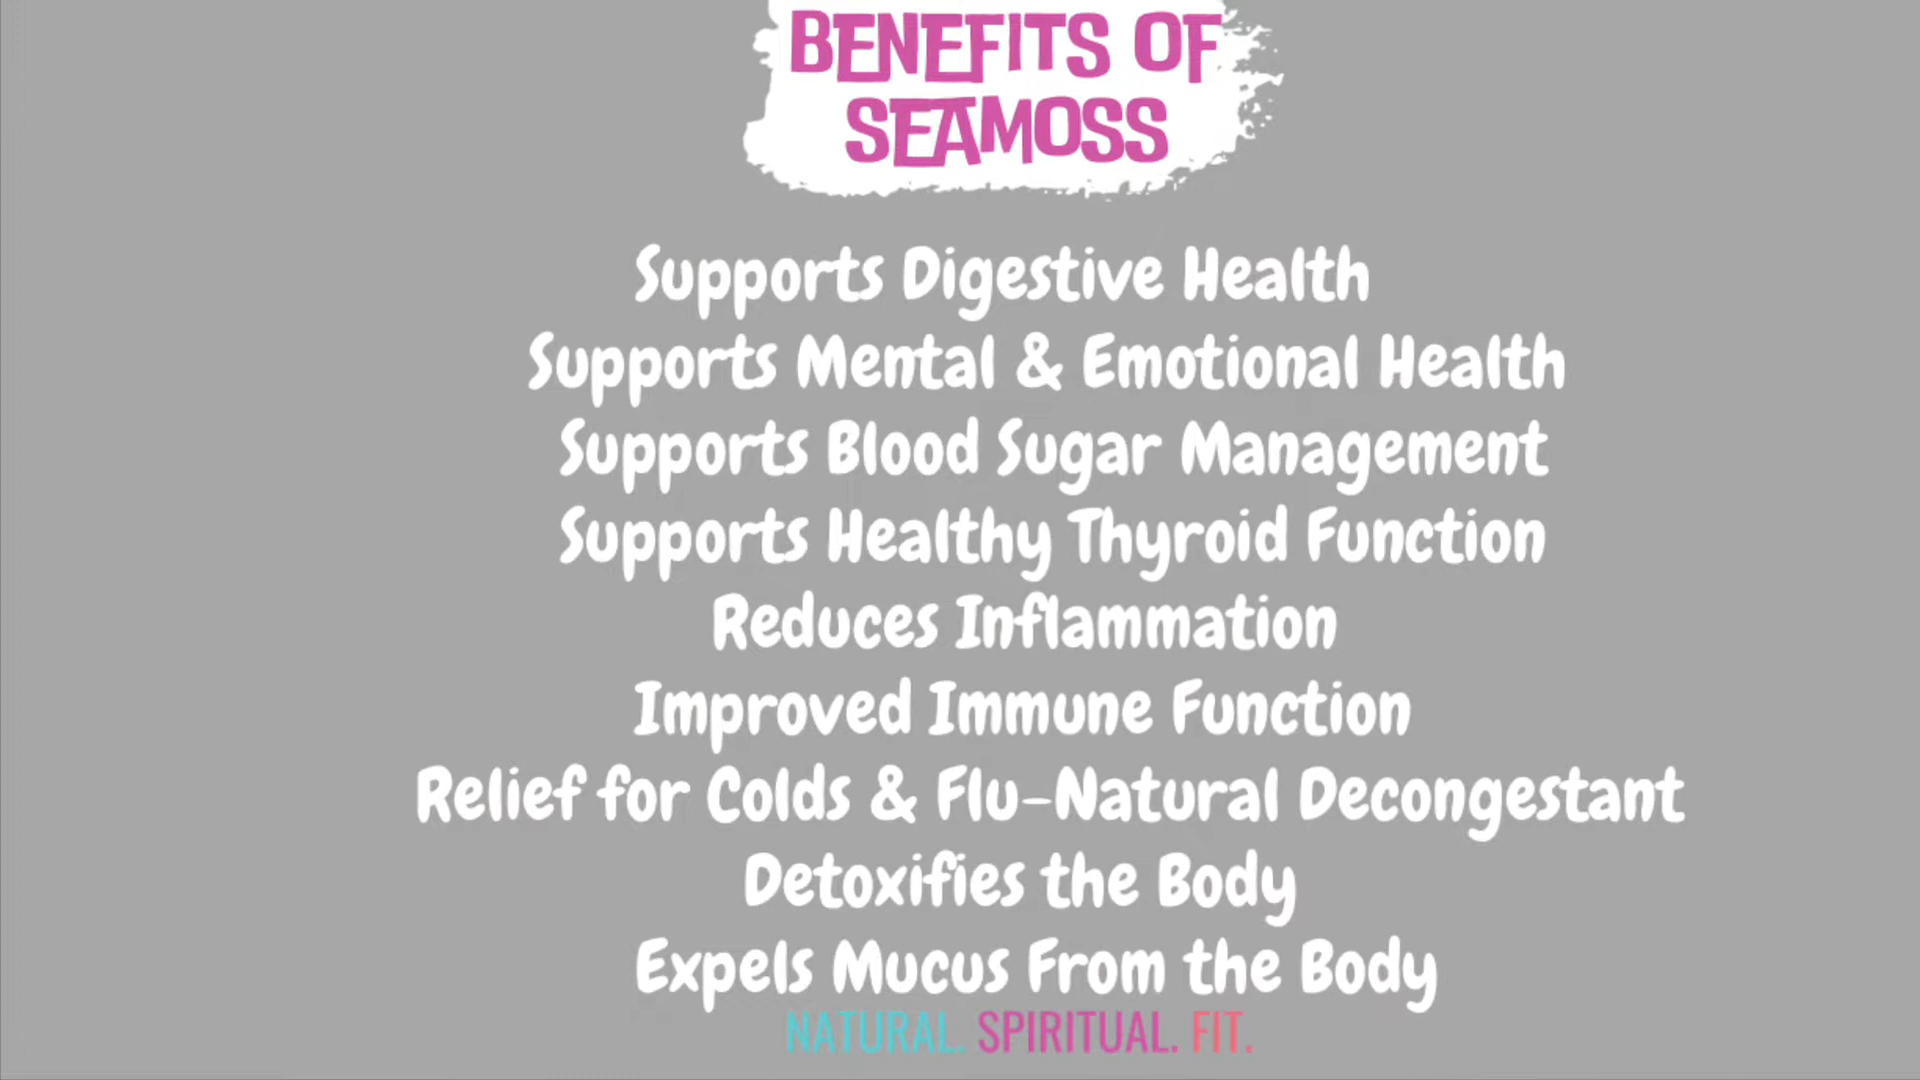 BENEFITS OF
SEAMOSS
Supports Digestive Health
Supports Mental & Emotional Health
Supports Blood Sugar Management
Supports Healthy Thyroid Function
Reduces Inflammation
Improved Immune Function
Relief for Colds & Flu-Natural Decongestant
Detoxifies the Body
Expels Mucus From the Body
NATURAL. SPIRITUAL. FIT.